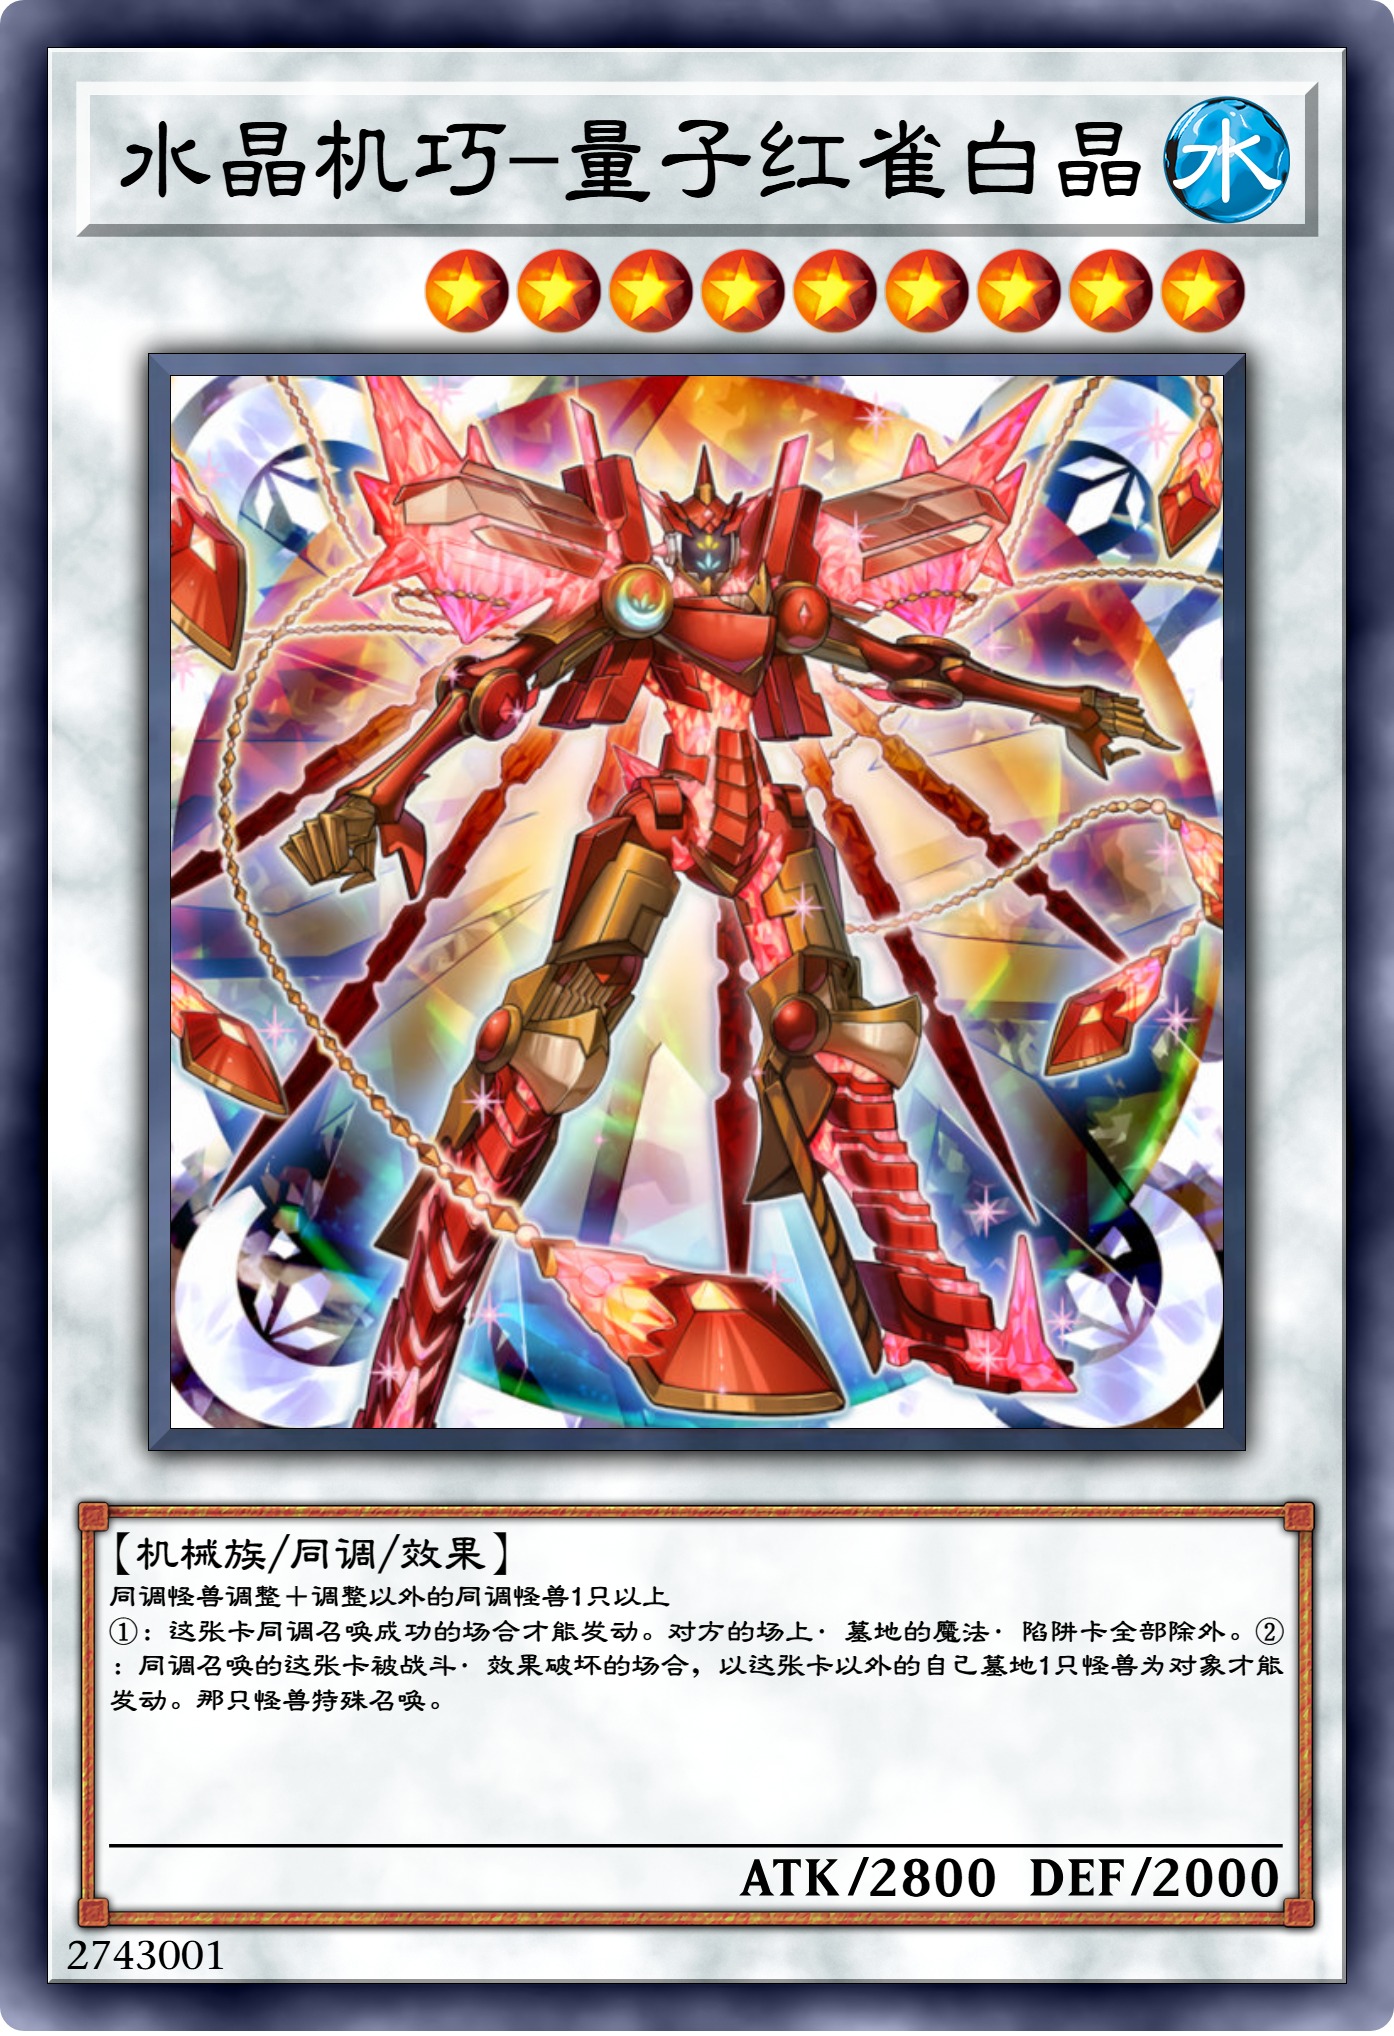 水晶机巧-量子红雀白晶
水
【机械族/同调/效果】
同调怪兽调整＋调整以外的同调怪兽1只以上
①：这张卡同调召唤成功的场合才能发动。对方的场上·墓地的魔法·陷阱卡全部除外。②
：同调召唤的这张卡被战斗·效果破坏的场合，以这张卡以外的自己墓地1只怪兽为对象才能
发动。那只怪兽特殊召唤。
ATK/2800 DEF/2000
2743001